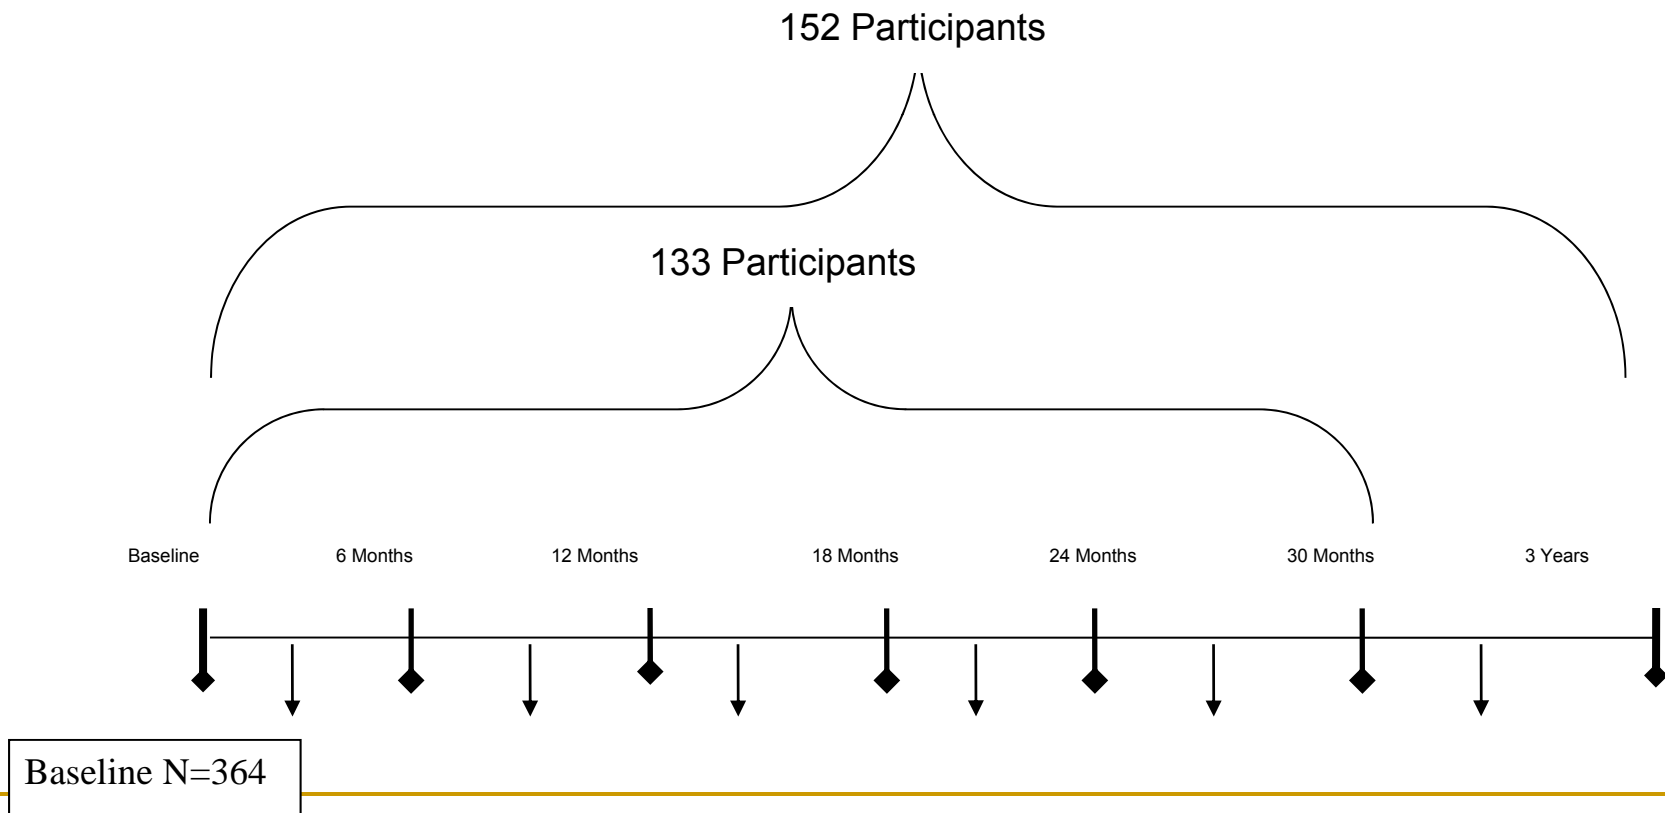 152 Participants
133 Participants
Baseline 6 Months 12 Months 18 Months 24 Months 30 Months 3 Years
Baseline N=364